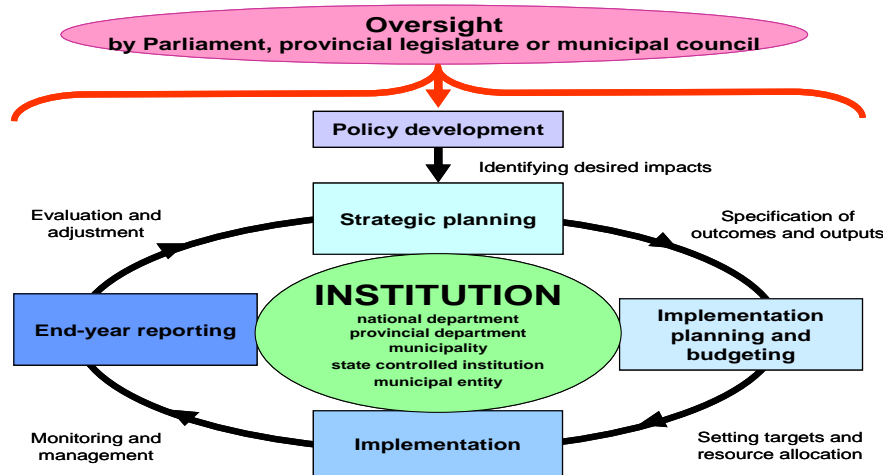 Oversight
by Parliament, provincial legislature or municipal council
Policy development
Identifying desired impacts
Strategic planning
Evaluation and
adjustment
Specification of
outcomes and outputs
INSTITUTION
national department
provincial department
municipality
state controlled institution
municipal entity
End-year reporting
Implementation
planning and
budgeting
Monitoring and
management
Implementation
Setting targets and
resource allocation